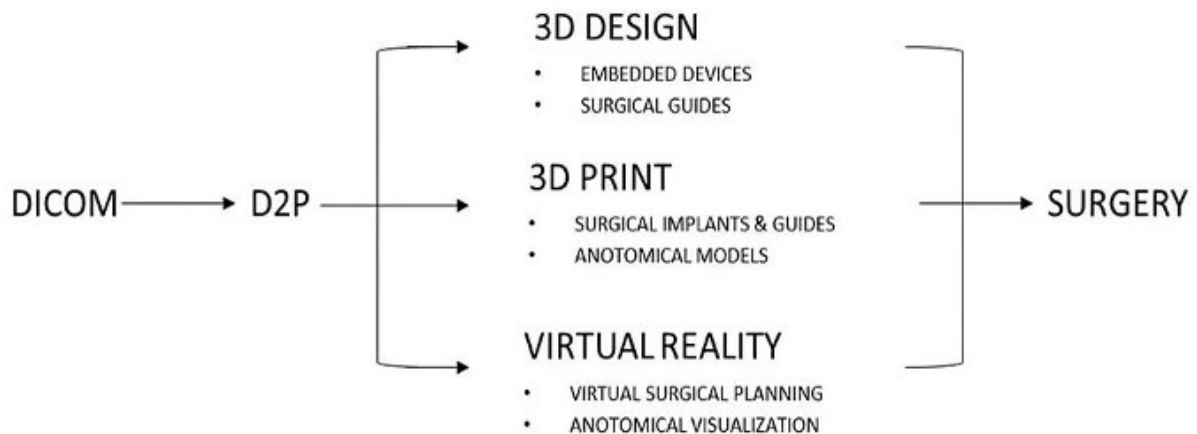 3D DESIGN
• EMBEDDED DEVICES
• SURGICAL GUIDES
DICOM
D2P
3D PRINT
• SURGICAL IMPLANTS & GUIDES
• ANOTOMICAL MODELS
SURGERY
VIRTUAL REALITY
• VIRTUAL SURGICAL PLANNING
• ANOTOMICAL VISUALIZATION